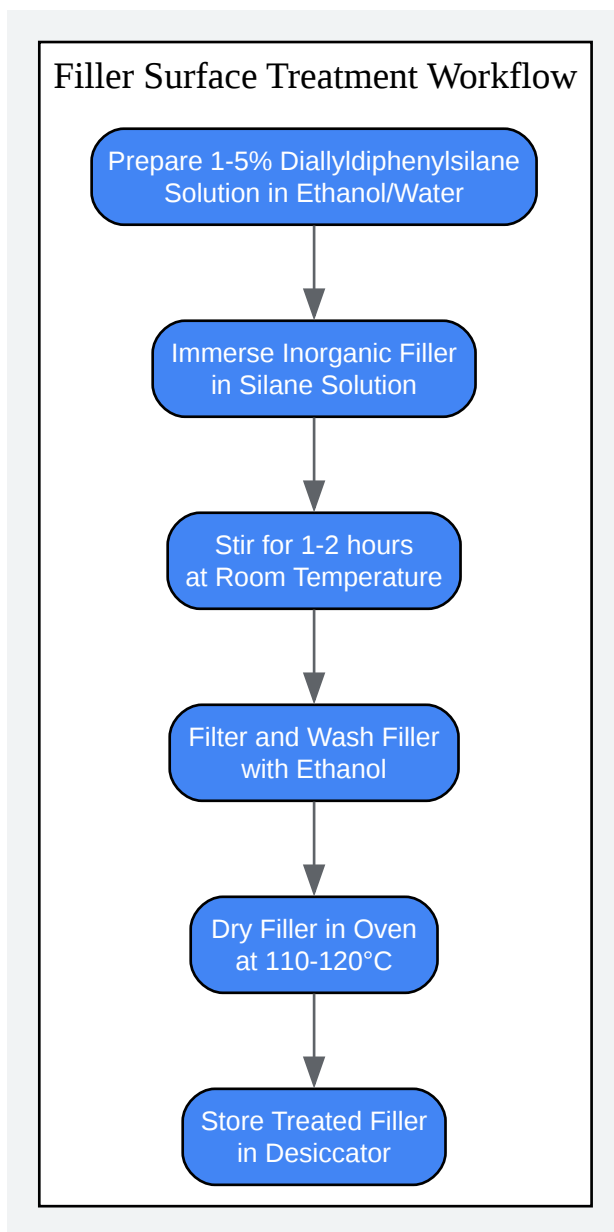 Filler Surface Treatment Workflow
Prepare 1-5% Diallyldiphenylsilane
Solution in Ethanol/Water
Immerse Inorganic Filler
in Silane Solution
Stir for 1-2 hours
at Room Temperature
Filter and Wash Filler
with Ethanol
Dry Filler in Oven
at 110-120°C
Store Treated Filler
in Desiccator